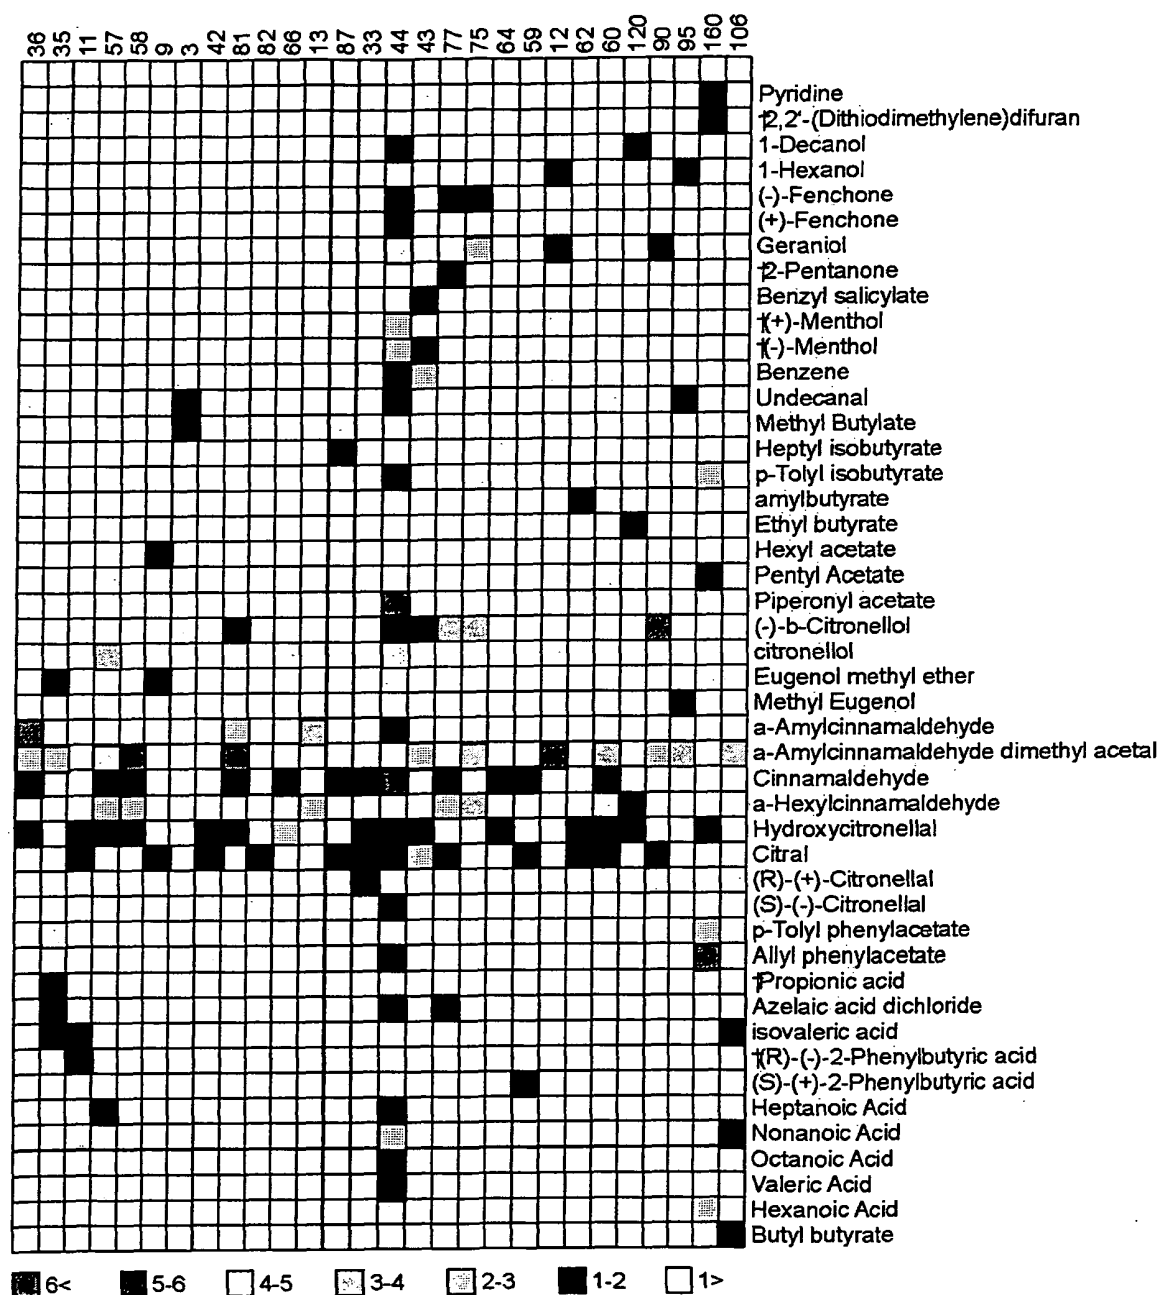 36 35 11 57 58 9 3 42 81 82 66 13 87 33 44 43 77 75 64 59 12 62 60 120 90 95 160 106
Pyridine
†2,2'-(Dithiodimethylene)difuran
1-Decanol
1-Hexanol
(-)-Fenchone
(+)-Fenchone
Geraniol
†2-Pentanone
Benzyl salicylate
†(+)-Menthol
†(-)-Menthol
Benzene
Undecanal
Methyl Butylate
Heptyl isobutyrate
p-Tolyl isobutyrate
amylbutyrate
Ethyl butyrate
Hexyl acetate
Pentyl Acetate
Piperonyl acetate
(-)-b-Citronellol
citronellol
Eugenol methyl ether
Methyl Eugenol
a-Amylcinnamaldehyde
a-Amylcinnamaldehyde dimethyl acetal
Cinnamaldehyde
a-Hexylcinnamaldehyde
Hydroxycitronellal
Citral
(R)-(+)-Citronellal
(S)-(-)-Citronellal
p-Tolyl phenylacetate
Allyl phenylacetate
†Propionic acid
Azelaic acid dichloride
isovaleric acid
†(R)-(-)-2-Phenylbutyric acid
(S)-(+)-2-Phenylbutyric acid
Heptanoic Acid
Nonanoic Acid
Octanoic Acid
Valeric Acid
Hexanoic Acid
Butyl butyrate
6< 5-6 4-5 3-4 2-3 1-2 1>